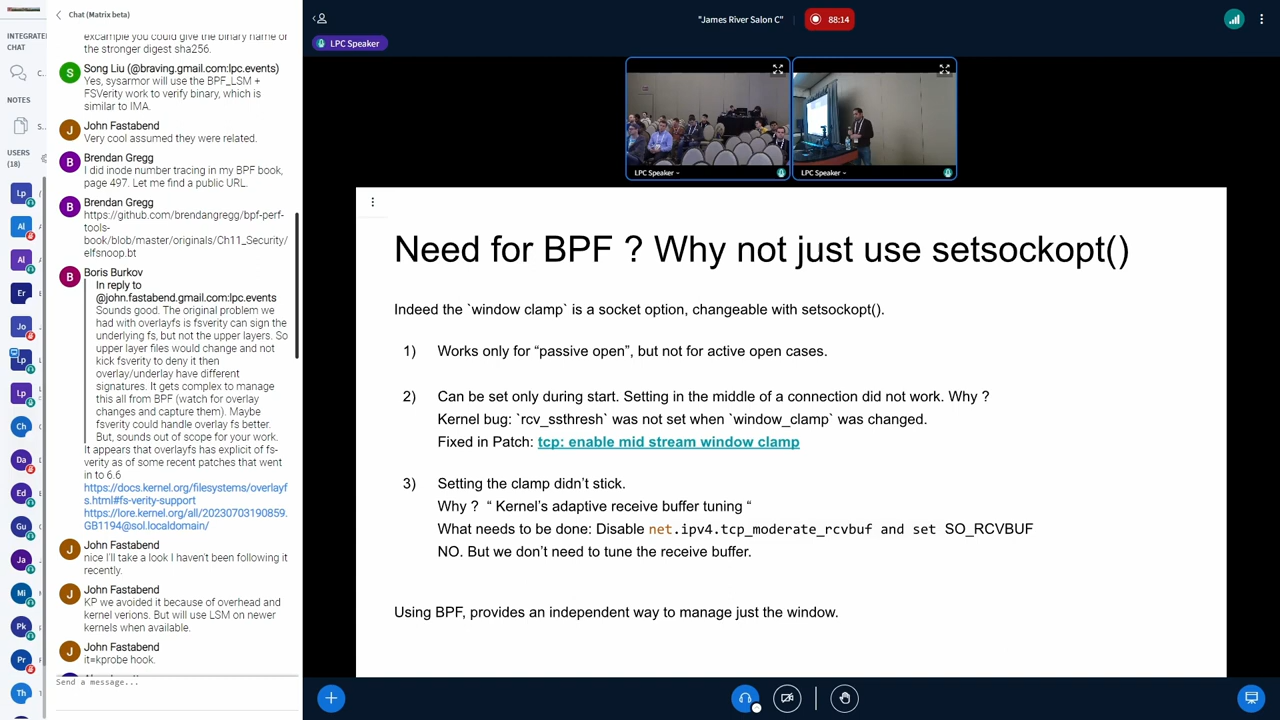 INTEGRATE
CHAT
C.
NOTES
S..
USERS (18)
Lp
Al
Al
Er
Jo
Lp
Lp
Ch
Da
Ed
Gu
Ja
Mi
Pk
Pr
Th
Chat (Matrix beta)
excample you could give the binary name or
the stronger digest sha256.
S
Song Liu (@braving.gmail.com:lpc.events)
Yes, sysarmor will use the BPF_LSM +
FSVerity work to verify binary, which is
similar to IMA.
J
John Fastabend
Very cool assumed they were related.
B
Brendan Gregg
I did inode number tracing in my BPF book,
page 497. Let me find a public URL.
B
Brendan Gregg
https://github.com/brendangregg/bpf-perf-
tools-
book/blob/master/originals/Ch11_Security/
elfsnoop.bt
B
Boris Burkov
In reply to
@john.fastabend.gmail.com:lpc.events
Sounds good. The original problem we
had with overlayfs is fsverity can sign the
underlying fs, but not the upper layers. So
upper layer files would change and not
kick fsverity to deny it then
overlay/underlay have different
signatures. It gets complex to manage
this all from BPF (watch for overlay
changes and capture them). Maybe
fsverity could handle overlay fs better.
But, sounds out of scope for your work.
It appears that overlayfs has explicit of fs-
verity as of some recent patches that went
in to 6.6
https://docs.kernel.org/filesystems/overlayf
s.html#fs-verity-support
https://lore.kernel.org/all/20230703190859.
GB1194@sol.localdomain/
J
John Fastabend
nice I'll take a look I haven't been following it
recently.
J
John Fastabend
KP we avoided it because of overhead and
kernel verions. But will use LSM on newer
kernels when available.
J
John Fastabend
it=kprobe hook.
Send a message...
"James River Salon C"
88:14
LPC Speaker
LPC Speaker
LPC Speaker
Need for BPF ? Why not just use setsockopt()
Indeed the `window clamp` is a socket option, changeable with setsockopt().
1) Works only for “passive open”, but not for active open cases.
2) Can be set only during start. Setting in the middle of a connection did not work. Why ?
Kernel bug: `rcv_ssthresh` was not set when `window_clamp` was changed.
Fixed in Patch: tcp: enable mid stream window clamp
3) Setting the clamp didn’t stick.
Why ? “ Kernel’s adaptive receive buffer tuning “
What needs to be done: Disable net.ipv4.tcp_moderate_rcvbuf and set SO_RCVBUF
NO. But we don’t need to tune the receive buffer.
Using BPF, provides an independent way to manage just the window.